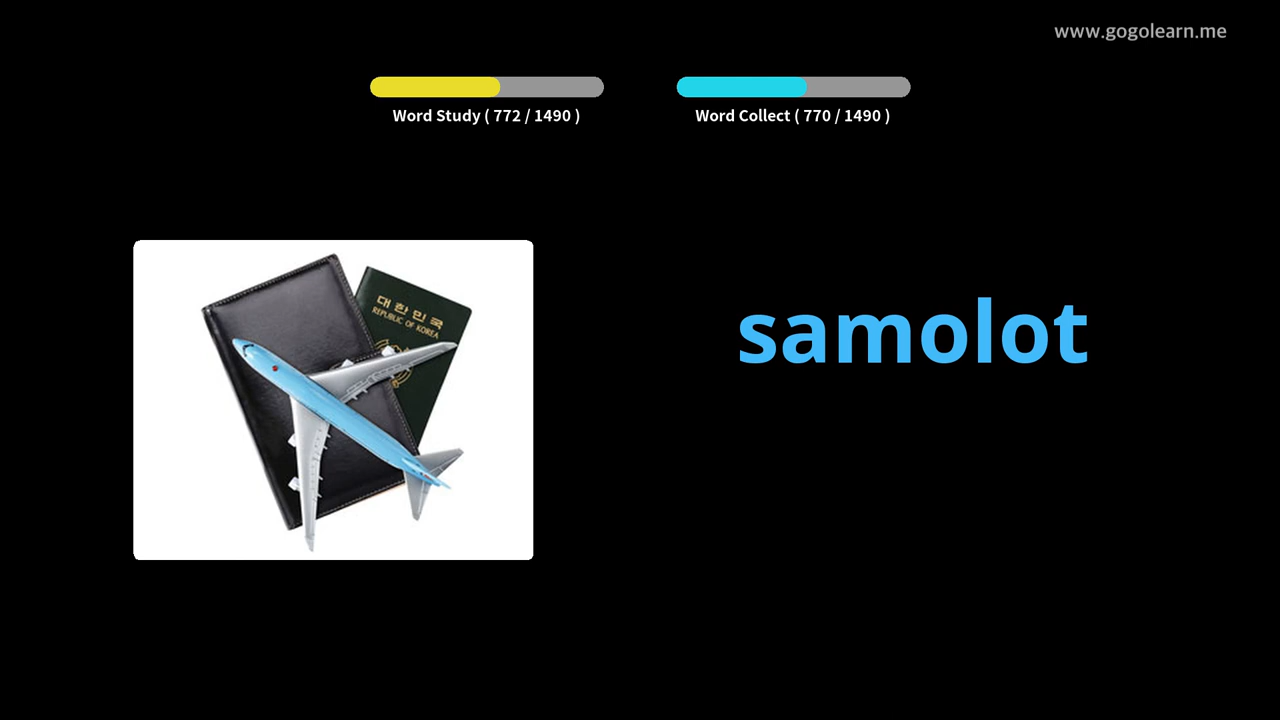 www.gogolearn.me
Word Study ( 772 / 1490 )
Word Collect ( 770 / 1490 )
대한민국
REPUBLIC OF KOREA
samolot